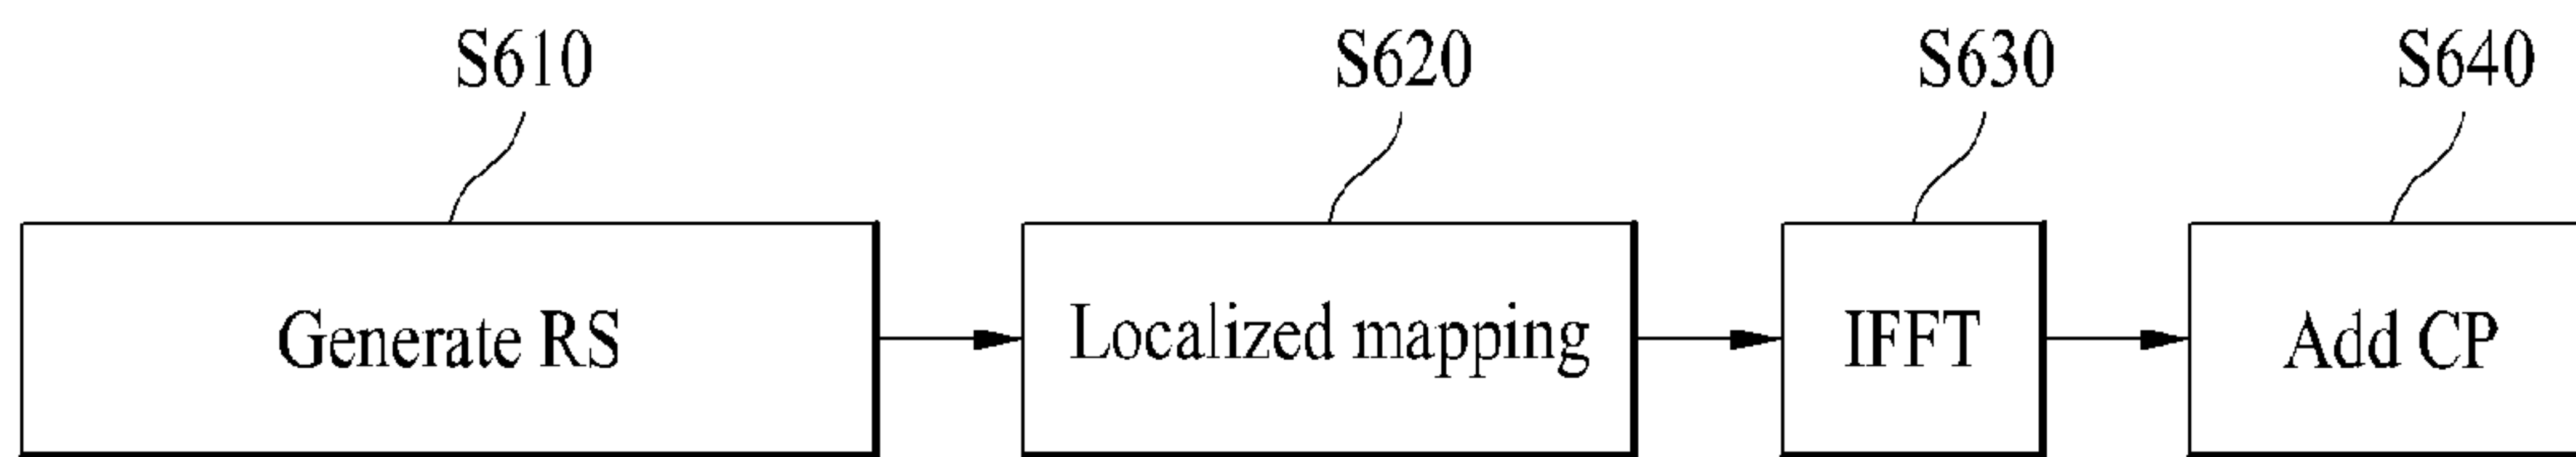 S610 S620 S630 S640
Generate RS Localized mapping IFFT Add CP